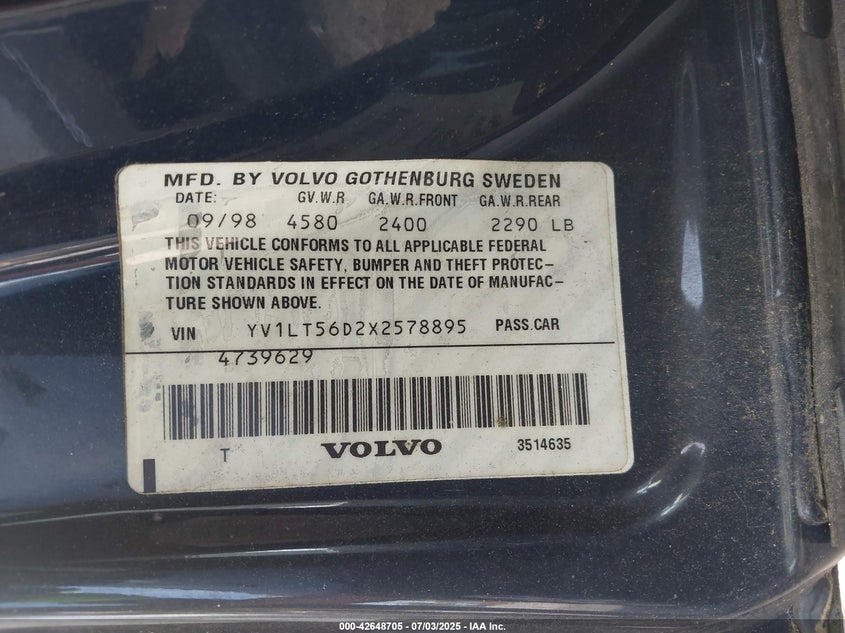 MFD. BY VOLVO GOTHENBURG SWEDEN
DATE: GV.W.R GA.W.R.FRONT GA.W.R.REAR
09/98 4580 2400 2290 LB
THIS VEHICLE CONFORMS TO ALL APPLICABLE FEDERAL
MOTOR VEHICLE SAFETY, BUMPER AND THEFT PROTEC-
TION STANDARDS IN EFFECT ON THE DATE OF MANUFAC-
TURE SHOWN ABOVE.
VIN YV1LT56D2X2578895 PASS.CAR
4739629
T VOLVO 3514635
000-42648705 - 07/03/2025 - IAA Inc.